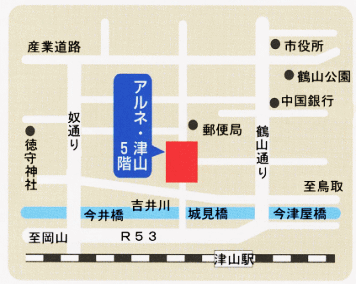 産業道路
市役所
鶴山公園
中国銀行
アルネ・津山
5階
郵便局
奴通り
鶴山通り
徳守神社
至鳥取
吉井川
今井橋
城見橋
今津屋橋
至岡山
R53
津山駅